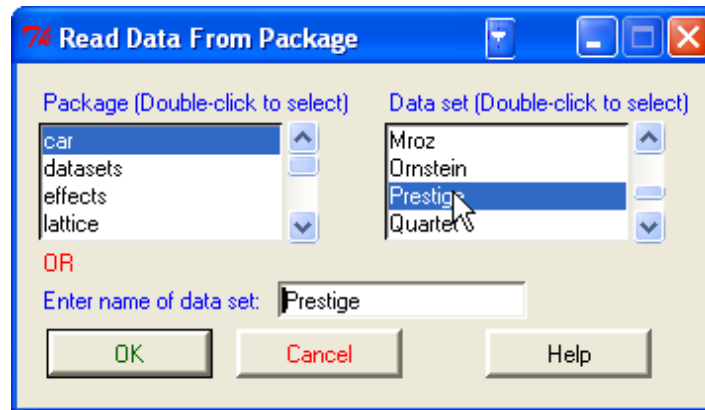 7k Read Data From Package
Package (Double-click to select)
Data set (Double-click to select)
car
datasets
effects
lattice
Mroz
Ornstein
Prestige
Quartet
OR
Enter name of data set: Prestige
OK
Cancel
Help